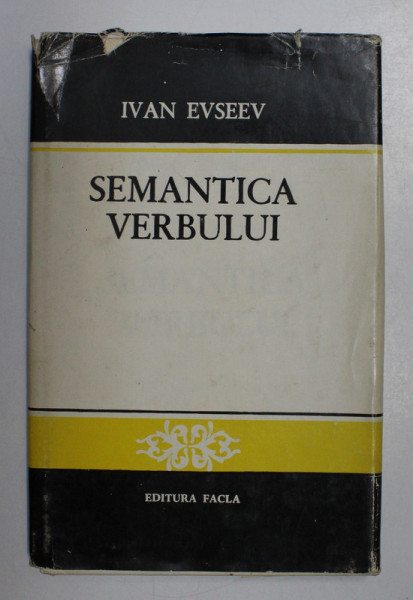 IVAN EVSEEV
SEMANTICA
VERBULUI
EDITURA FACLA